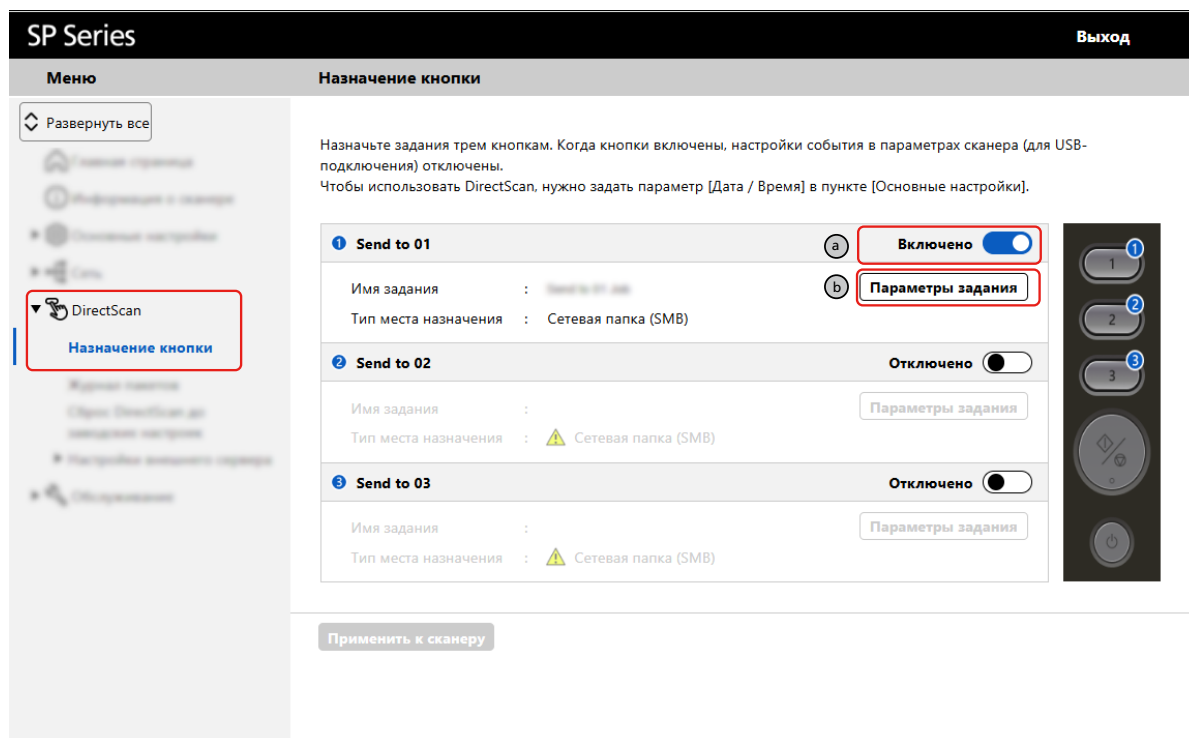 SP Series
Выход
Меню
Назначение кнопки
Развернуть все
DirectScan
Назначение кнопки
Назначьте задания трем кнопкам. Когда кнопки включены, настройки события в параметрах сканера (для USB-
подключения) отключены.
Чтобы использовать DirectScan, нужно задать параметр [Дата / Время] в пункте [Основные настройки].
1 Send to 01
a
Включено
Имя задания :
b
Параметры задания
Тип места назначения : Сетевая папка (SMB)
2 Send to 02
Отключено
Имя задания :
Параметры задания
Тип места назначения : Сетевая папка (SMB)
3 Send to 03
Отключено
Имя задания :
Параметры задания
Тип места назначения : Сетевая папка (SMB)
1 1
2 2
3 3
Применить к сканеру